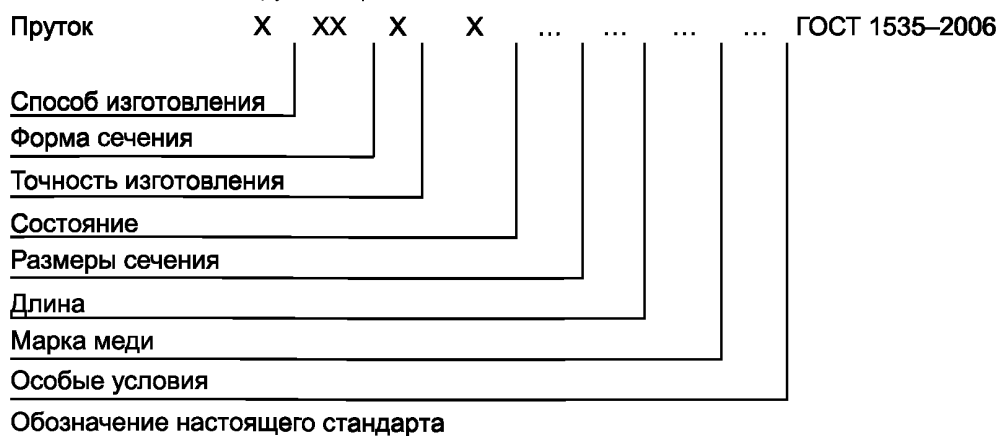 Пруток Х ХХ Х Х ... ... ... ... ГОСТ 1535–2006
Способ изготовления
Форма сечения
Точность изготовления
Состояние
Размеры сечения
Длина
Марка меди
Особые условия
Обозначение настоящего стандарта